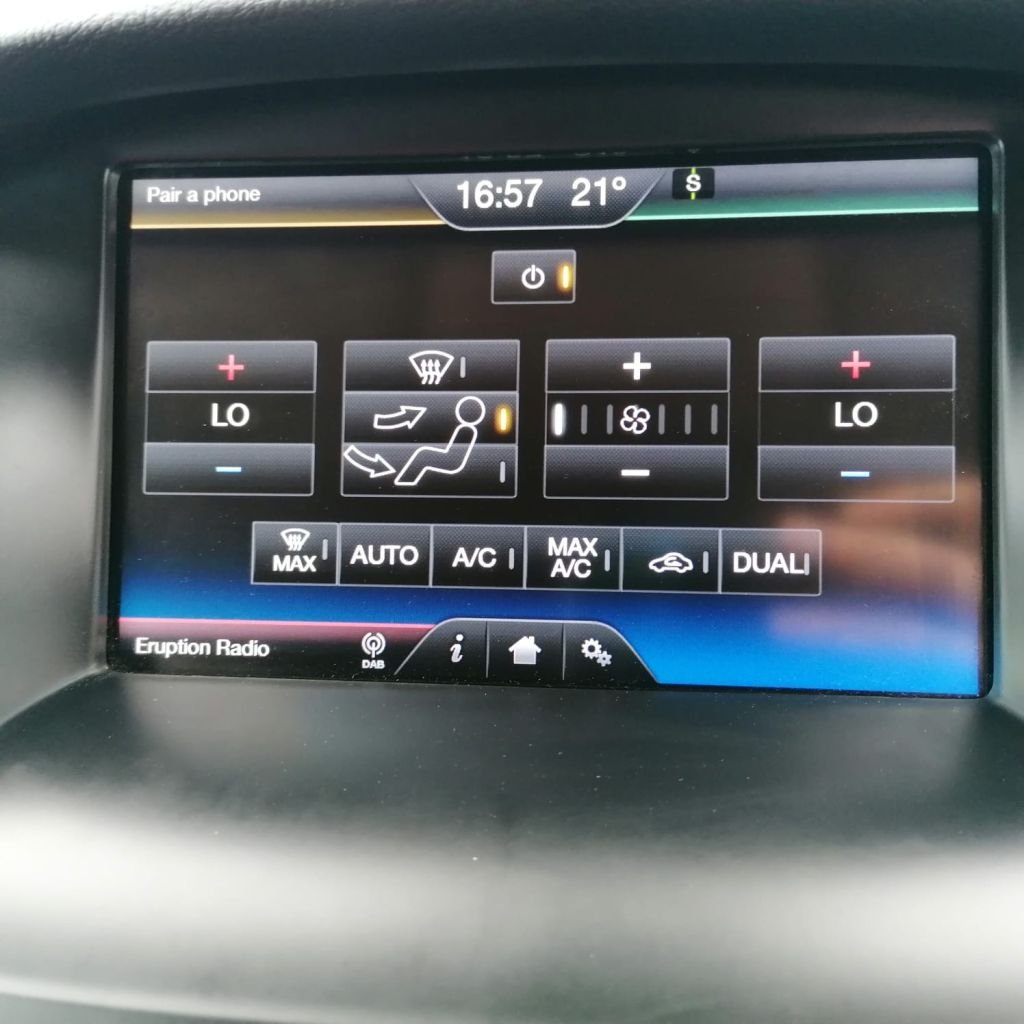 Pair a phone
16:57 21°
S
+ + +
LO LO
− − −
MAX AUTO A/C MAX A/C DUAL
Eruption Radio DAB i